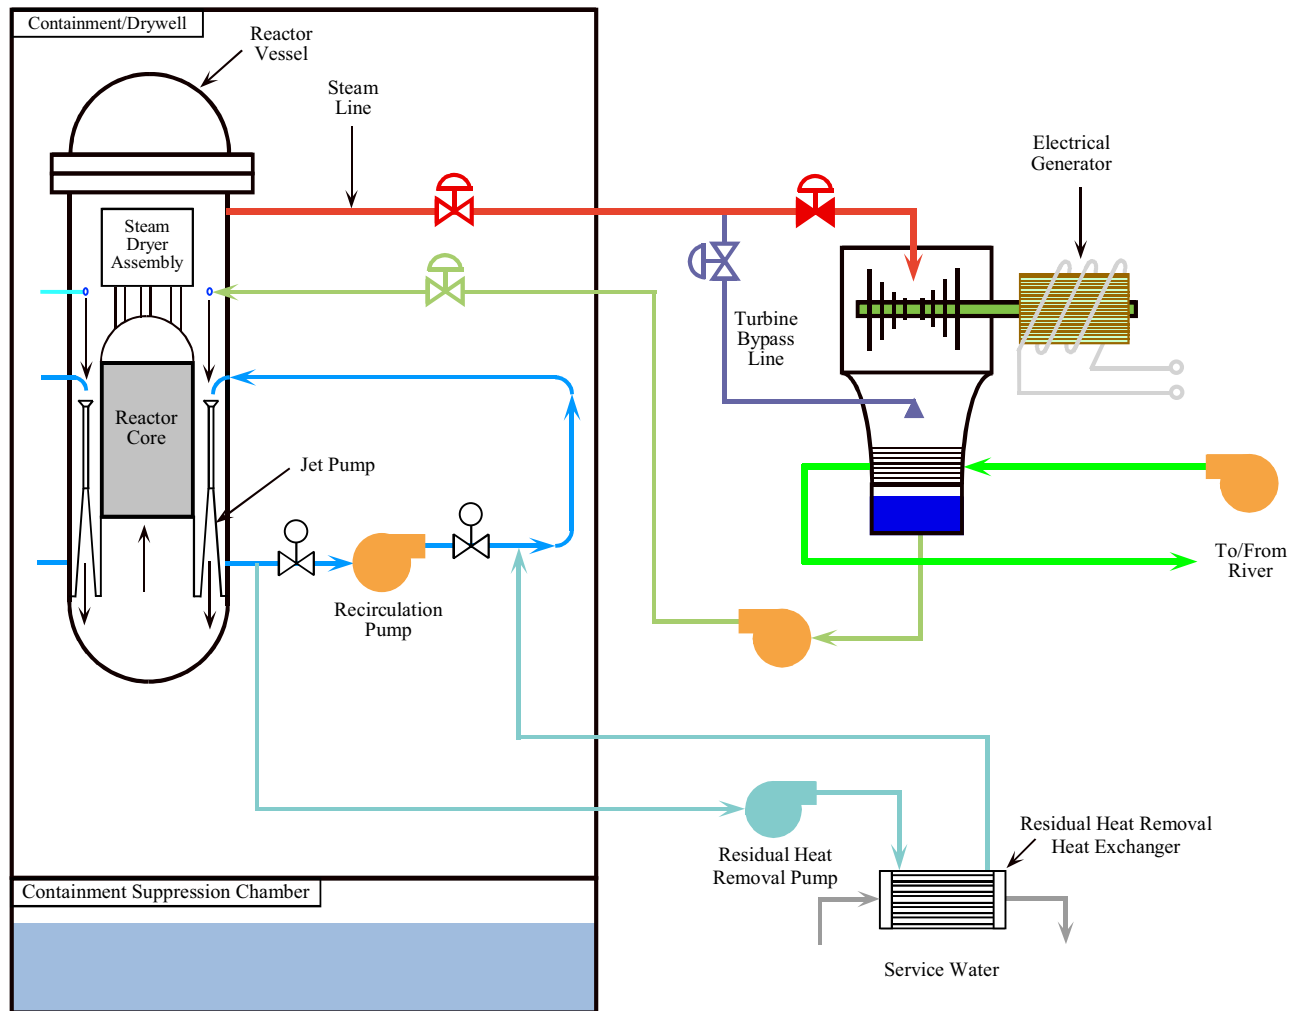 Containment/Drywell
Reactor
Vessel
Steam
Line
Electrical
Generator
Steam
Dryer
Assembly
Turbine
Bypass
Line
Reactor
Core
Jet Pump
To/From
River
Recirculation
Pump
Residual Heat
Removal Pump
Residual Heat Removal
Heat Exchanger
Containment Suppression Chamber
Service Water